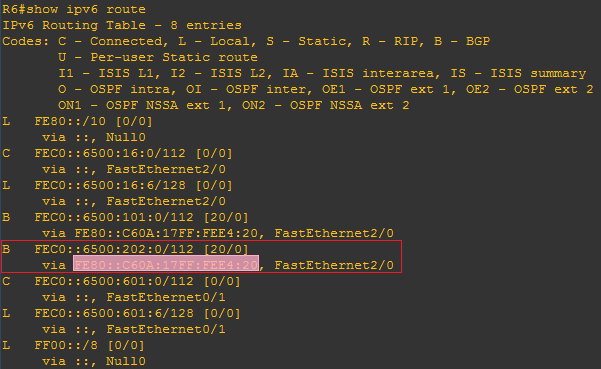 R6#show ipv6 route
IPv6 Routing Table - 8 entries
Codes: C - Connected, L - Local, S - Static, R - RIP, B - BGP
U - Per-user Static route
I1 - ISIS L1, I2 - ISIS L2, IA - ISIS interarea, IS - ISIS summary
O - OSPF intra, OI - OSPF inter, OE1 - OSPF ext 1, OE2 - OSPF ext 2
ON1 - OSPF NSSA ext 1, ON2 - OSPF NSSA ext 2
L FE80::/10 [0/0]
via ::, Null0
C FEC0::6500:16:0/112 [0/0]
via ::, FastEthernet2/0
L FEC0::6500:16:6/128 [0/0]
via ::, FastEthernet2/0
B FEC0::6500:101:0/112 [20/0]
via FE80::C60A:17FF:FEE4:20, FastEthernet2/0
B FEC0::6500:202:0/112 [20/0]
via FE80::C60A:17FF:FEE4:20, FastEthernet2/0
C FEC0::6500:601:0/112 [0/0]
via ::, FastEthernet0/1
L FEC0::6500:601:6/128 [0/0]
via ::, FastEthernet0/1
L FF00::/8 [0/0]
via ::, Null0